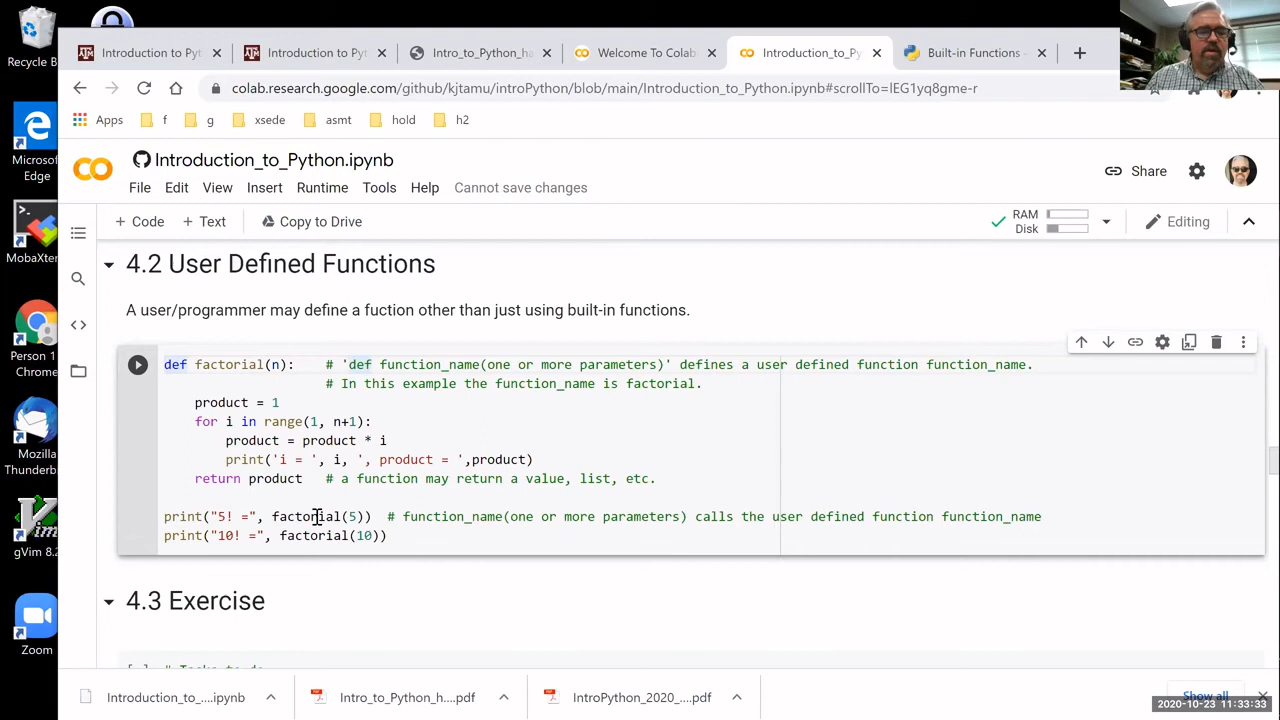 Recycle B
Introduction to Pyt
Introduction to Pyt
Intro_to_Pyth
Welcome To Colab
Introduction_to_Py
Built-in Functions -
colab.research.google.com/github/kjtamu/introPython/blob/main/Introduction_to_Python.ipynb#scrollTo=lEG1yq8gme-r
Apps
f
g
xsede
asmt
hold
h2
Microsof
Edge
Introduction_to_Python.ipynb
File
Edit
View
Insert
Runtime
Tools
Help
Cannot save changes
Share
+ Code
+ Text
Copy to Drive
RAM
Disk
Editing
MobaXter
4.2 User Defined Functions
A user/programmer may define a fuction other than just using built-in functions.
def factorial(n):    # 'def function_name(one or more parameters)' defines a user defined function function_name.
# In this example the function_name is factorial.
product = 1
for i in range(1, n+1):
product = product * i
print('i = ', i, ', product = ',product)
return product   # a function may return a value, list, etc.
print("5! =", factorial(5))  # function_name(one or more parameters) calls the user defined function function_name
print("10! =", factorial(10))
Person 1
Chrome
Mozilla
Thunderb
gVim 8.2
Zoom
4.3 Exercise
Introduction_to_....ipynb
Intro_to_Python_h....pdf
IntroPython_2020_....pdf
Show all
2020-10-23 11:33:33